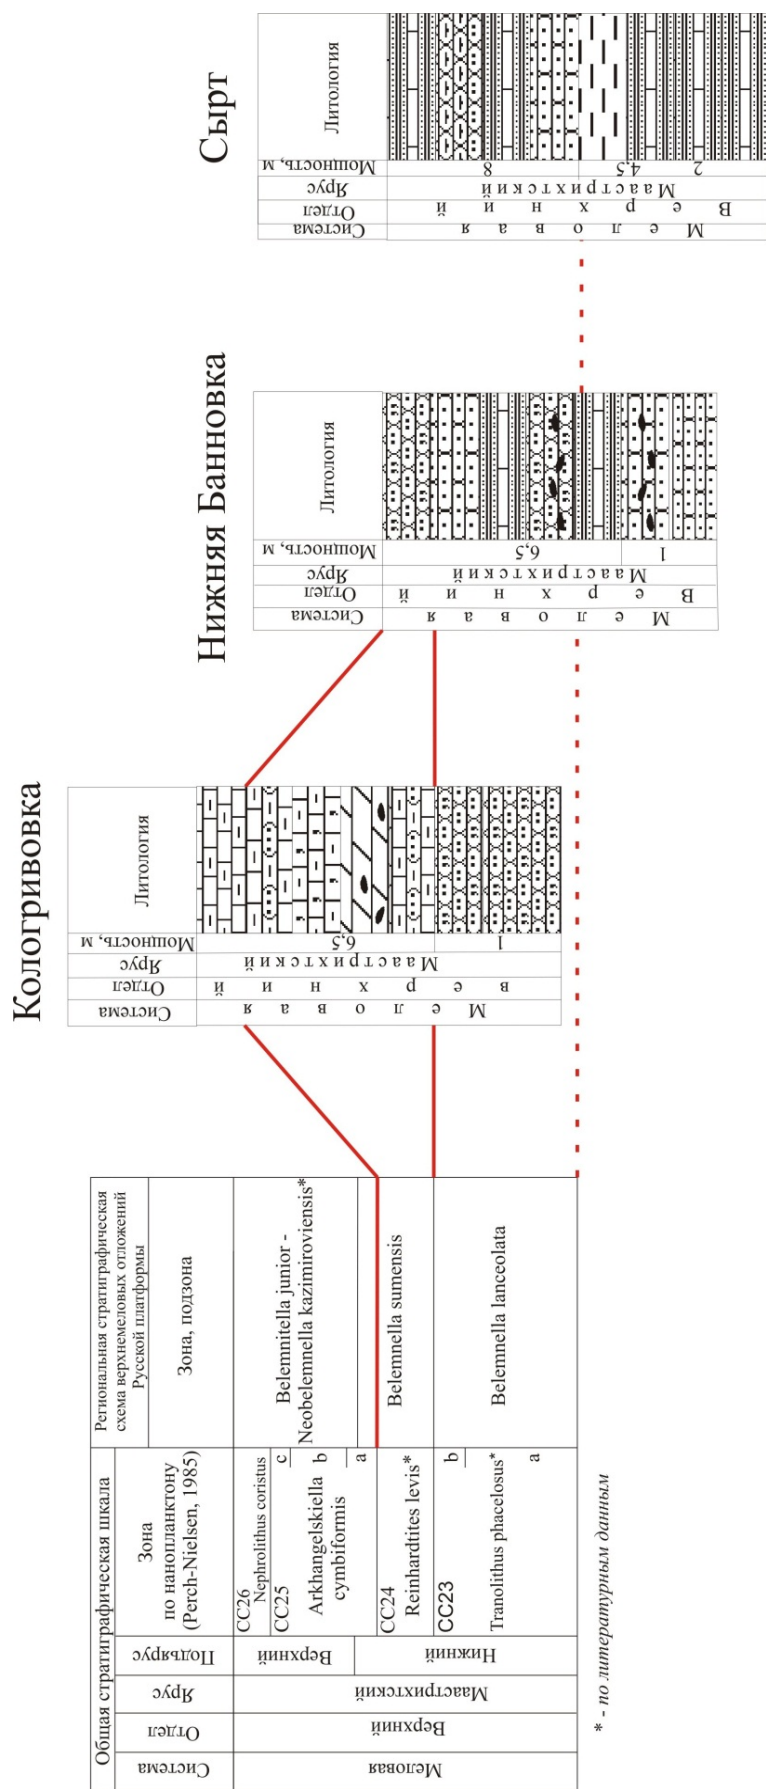 Общая стратиграфическая шкала
Региональная стратиграфическая
схема верхнемеловых отложений
Русской платформы
Система
Отдел
Ярус
Подъярус
Зона
по нанопланктону
(Perch-Nielsen, 1985)
Зона, подзона
Меловая
Верхний
Маастрихтский
Верхний
Нижний
CC26
Nephrolithus coristus
CC25
Arkhangelskiella
cymbiformis
c
b
a
CC24
Reinhardtites levis*
CC23
Tranolithus phacelosus*
b
a
Belemnitella junior -
Neobelemnella kazimiroviensis*
Belemnella sumensis
Belemnella lanceolata
* - по литературным данным
Кологривовка
Система
Отдел
Ярус
Мощность, м
Литология
Меловая
верхний
Маастрихтский
6,5
1
Нижняя Банновка
Система
Отдел
Ярус
Мощность, м
Литология
Меловая
Верхний
Маастрихтский
6,5
1
Сырт
Система
Отдел
Ярус
Мощность, м
Литология
Меловая
Верхний
Маастрихтский
8
4,5
2